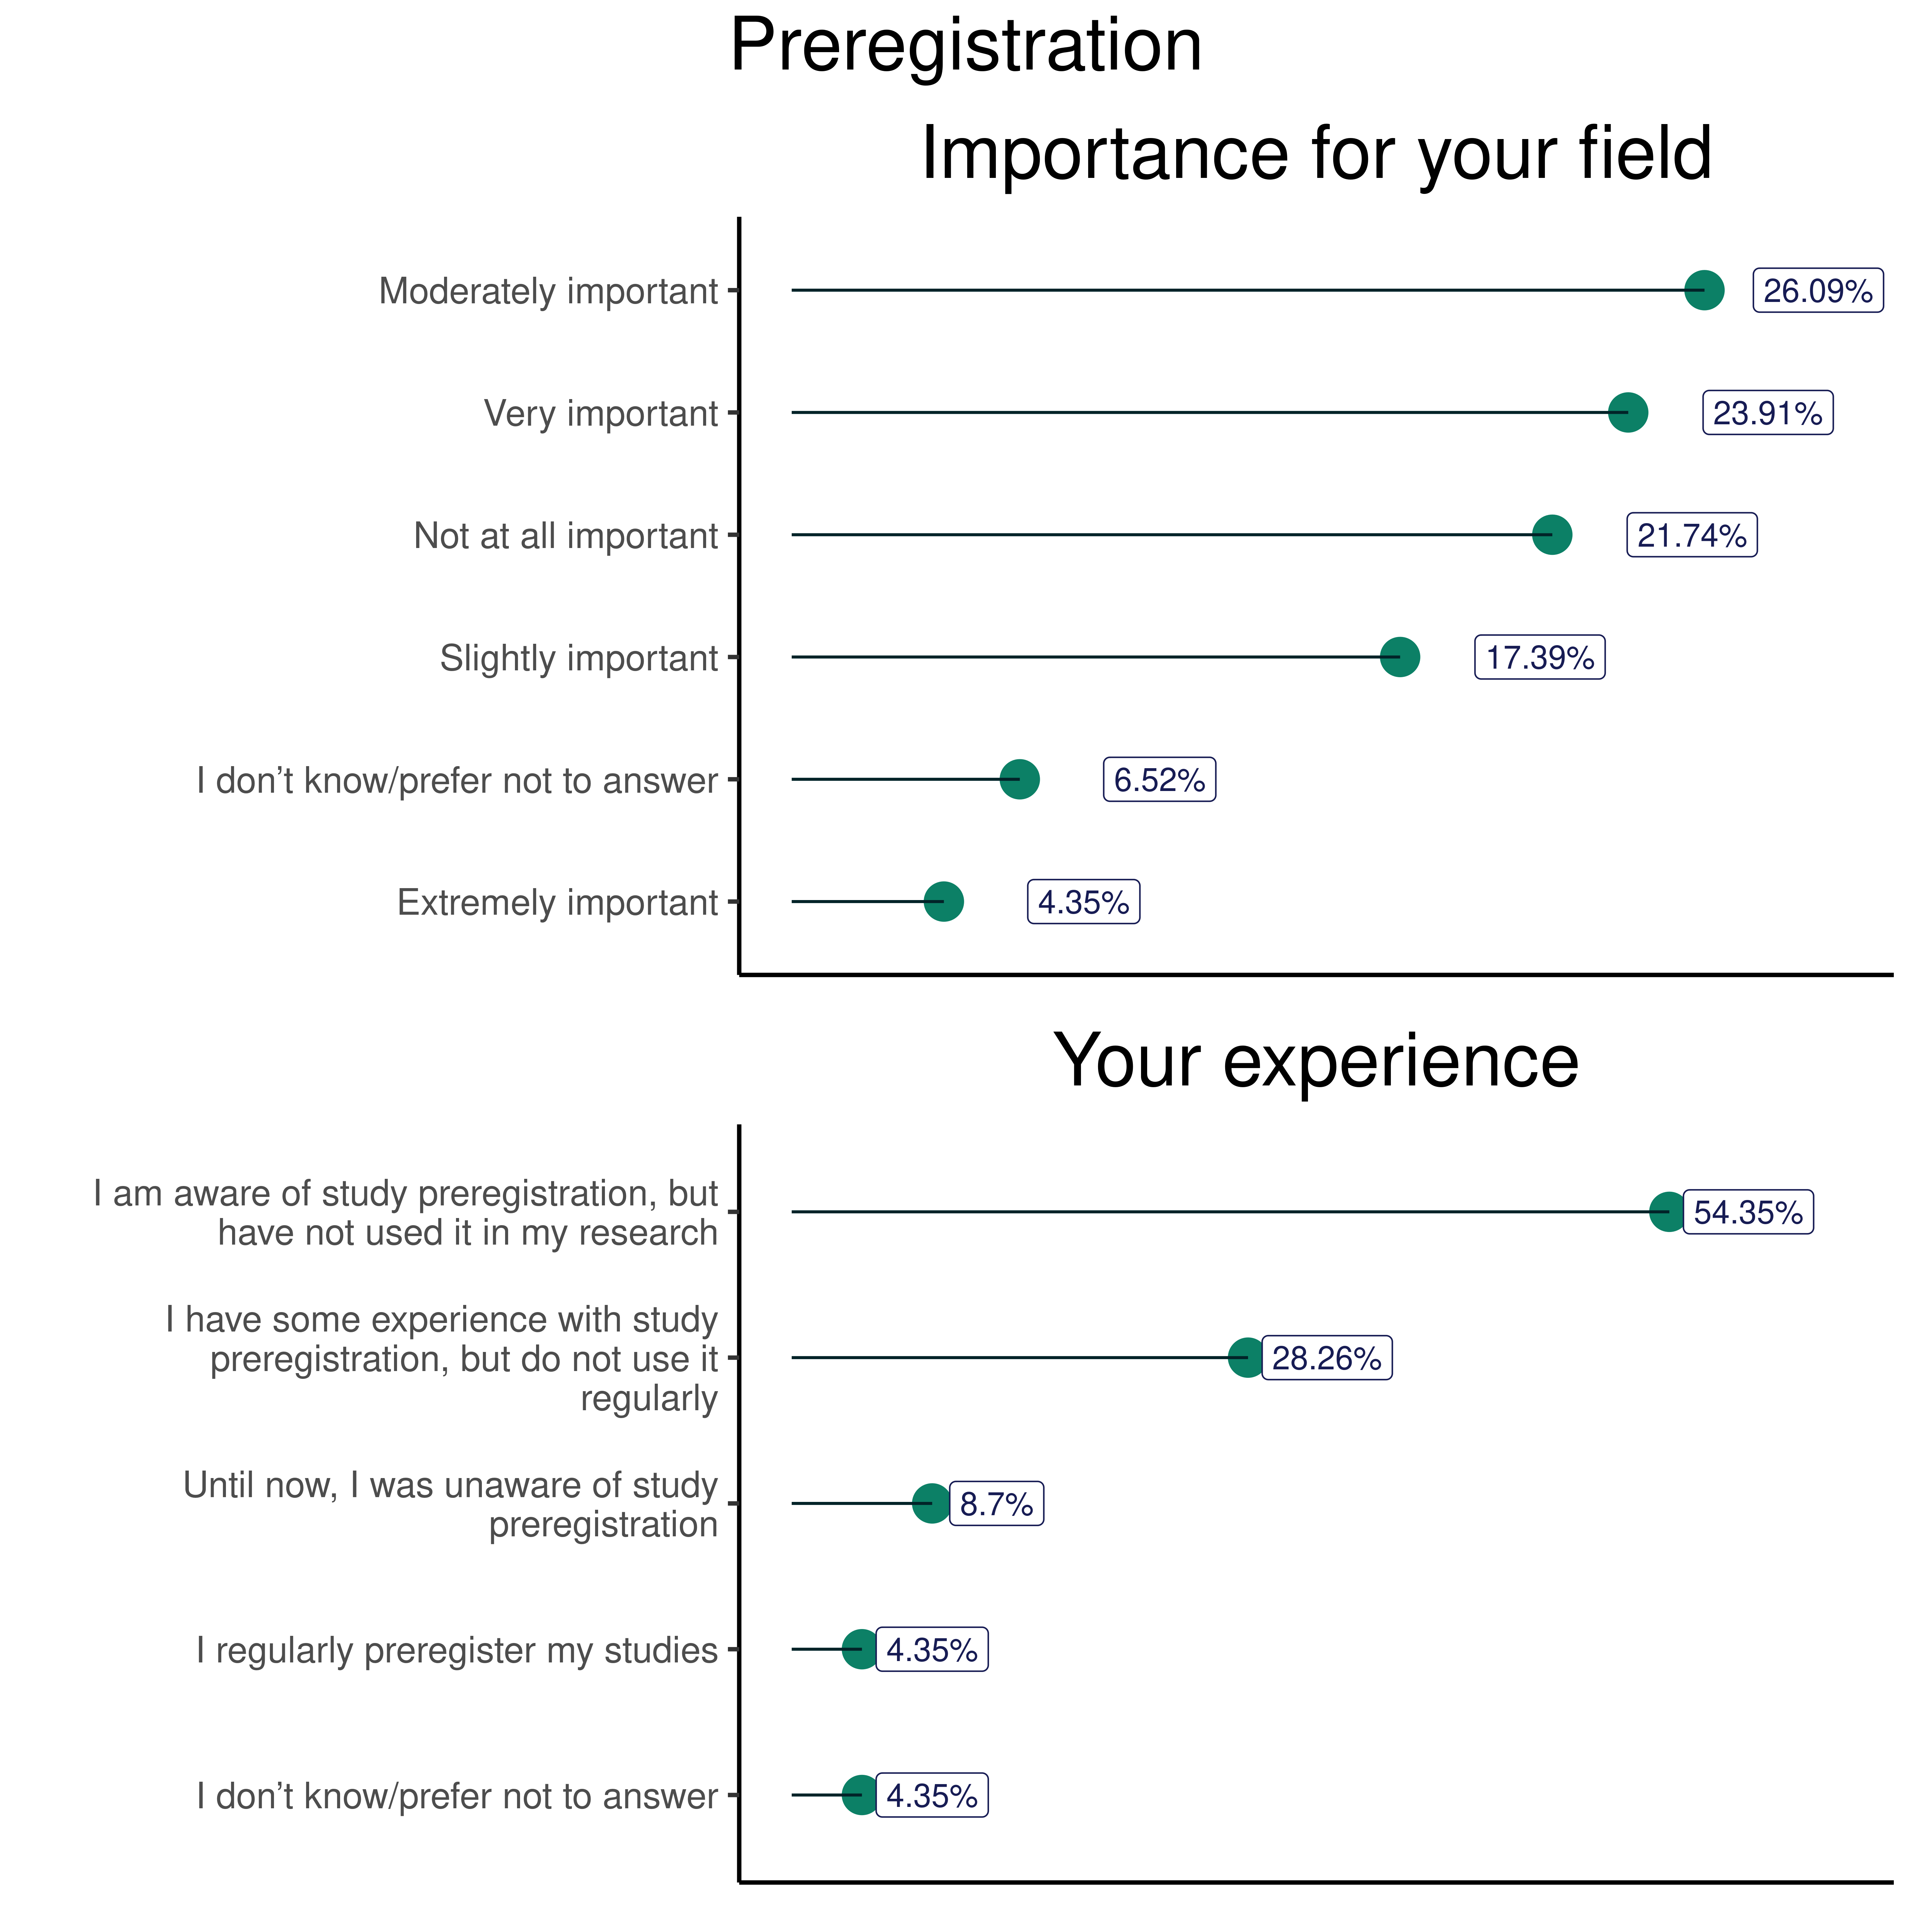 Preregistration
Importance for your field
Moderately important
26.09%
Very important
23.91%
Not at all important
21.74%
Slightly important
17.39%
I don’t know/prefer not to answer
6.52%
Extremely important
4.35%
Your experience
I am aware of study preregistration, but
have not used it in my research
54.35%
I have some experience with study
preregistration, but do not use it
regularly
28.26%
Until now, I was unaware of study
preregistration
8.7%
I regularly preregister my studies
4.35%
I don’t know/prefer not to answer
4.35%